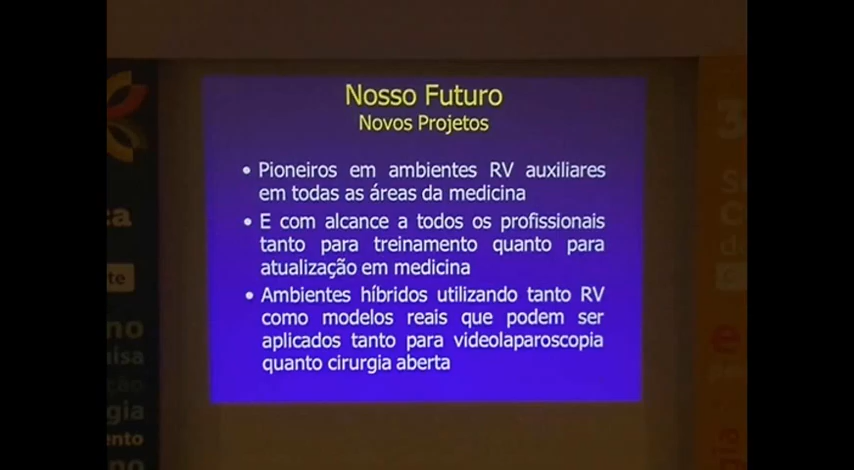 Nosso Futuro
Novos Projetos
• Pioneiros em ambientes RV auxiliares
em todas as áreas da medicina
• E com alcance a todos os profissionais
tanto para treinamento quanto para
atualização em medicina
• Ambientes híbridos utilizando tanto RV
como modelos reais que podem ser
aplicados tanto para videolaparoscopia
quanto cirurgia aberta